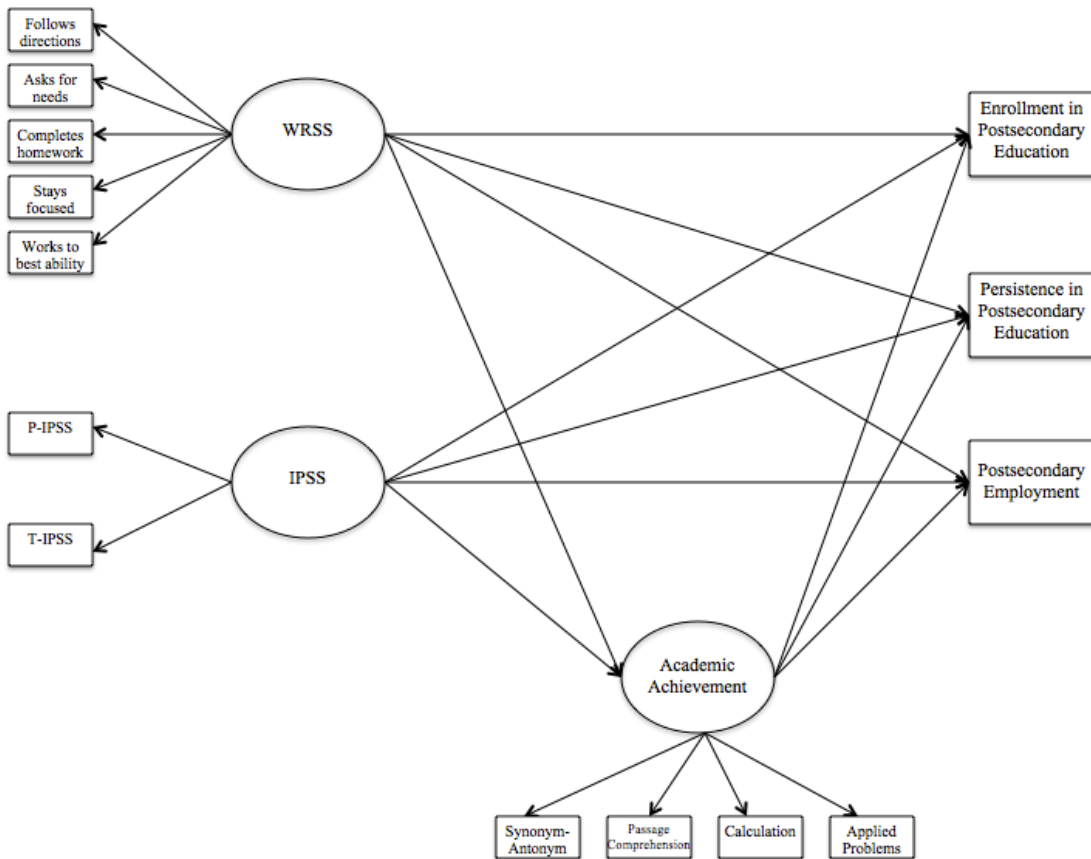 Follows
directions
Asks for
needs
Completes
homework
Stays
focused
Works to
best ability
WRSS
Enrollment in
Postsecondary
Education
Persistence in
Postsecondary
Education
P-IPSS
T-IPSS
IPSS
Postsecondary
Employment
Academic
Achievement
Synonym-
Antonym
Passage
Comprehension
Calculation
Applied
Problems